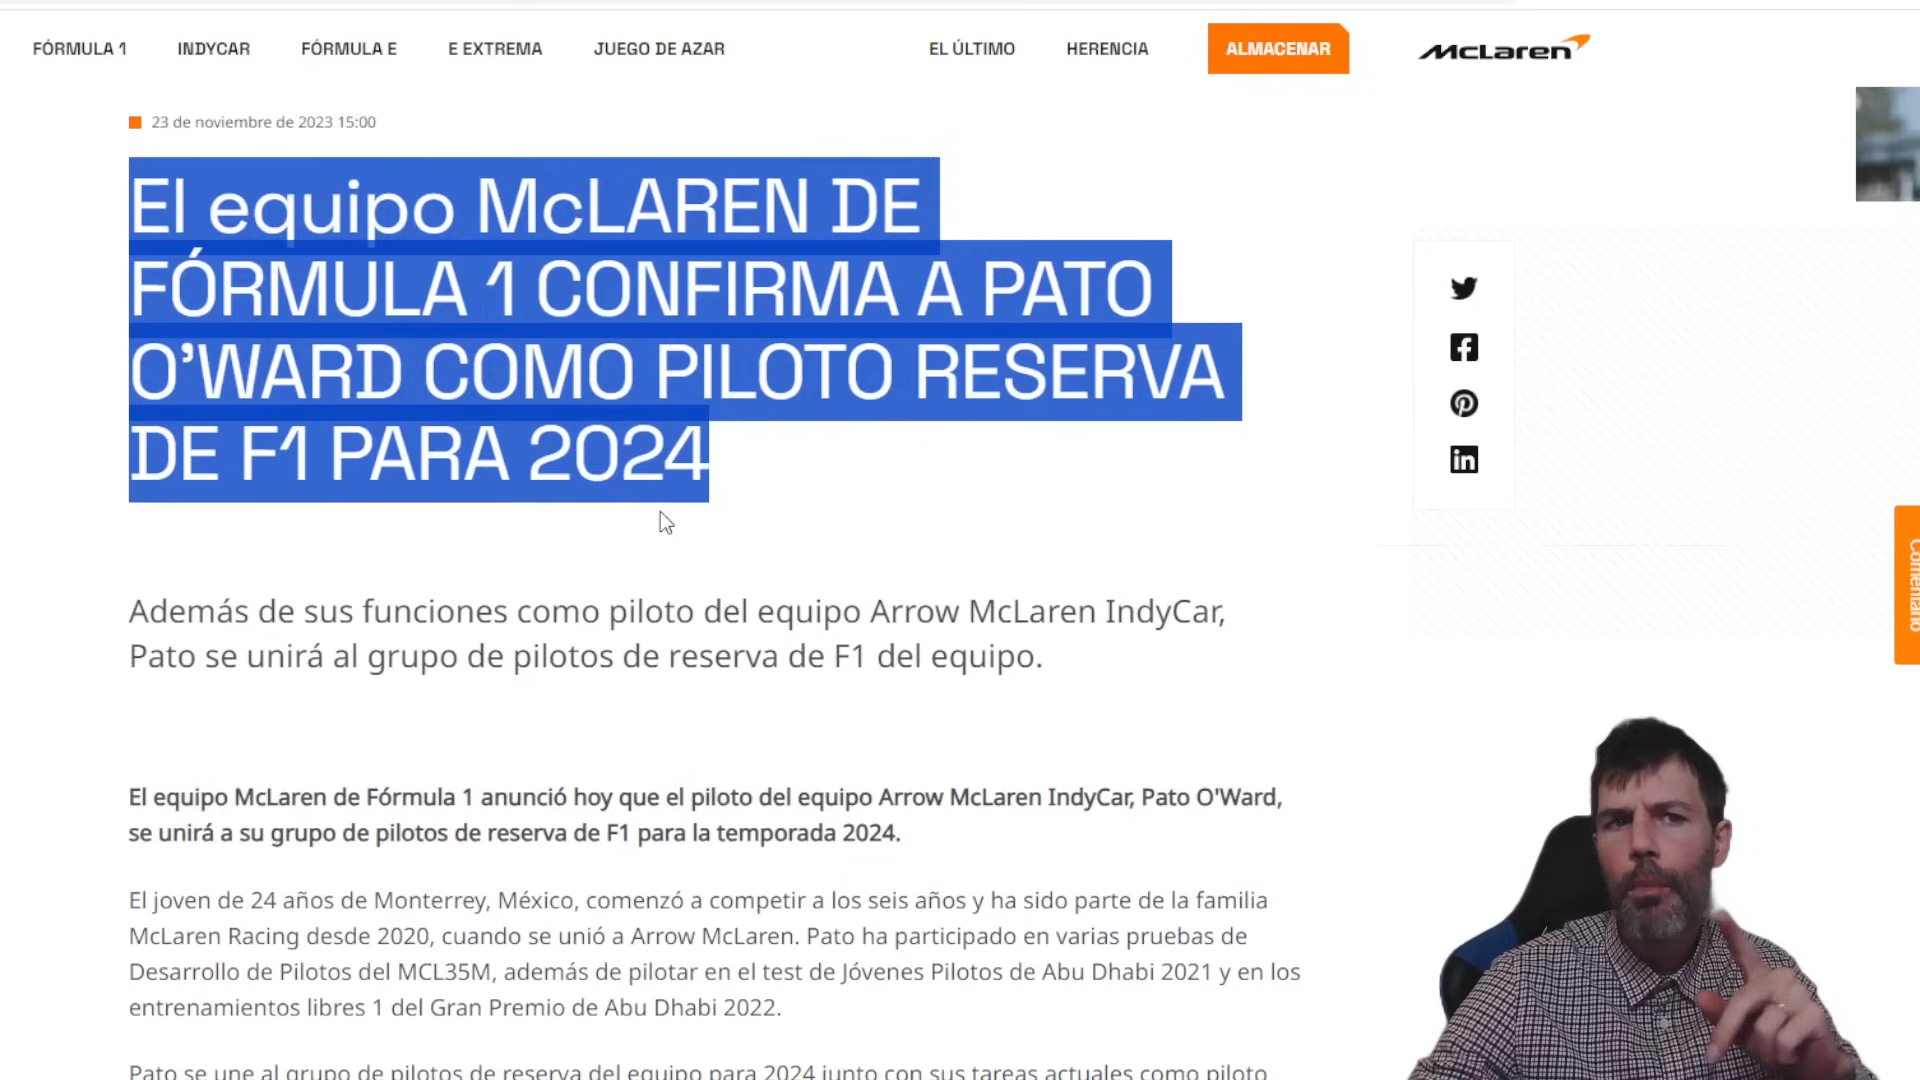 FÓRMULA 1 INDYCAR FÓRMULA E E EXTREMA JUEGO DE AZAR EL ÚLTIMO HERENCIA ALMACENAR McLaren
23 de noviembre de 2023 15:00
El equipo McLAREN DE
FÓRMULA 1 CONFIRMA A PATO
O'WARD COMO PILOTO RESERVA
DE F1 PARA 2024
Además de sus funciones como piloto del equipo Arrow McLaren IndyCar,
Pato se unirá al grupo de pilotos de reserva de F1 del equipo.
Comentario
El equipo McLaren de Fórmula 1 anunció hoy que el piloto del equipo Arrow McLaren IndyCar, Pato O'Ward,
se unirá a su grupo de pilotos de reserva de F1 para la temporada 2024.
El joven de 24 años de Monterrey, México, comenzó a competir a los seis años y ha sido parte de la familia
McLaren Racing desde 2020, cuando se unió a Arrow McLaren. Pato ha participado en varias pruebas de
Desarrollo de Pilotos del MCL35M, además de pilotar en el test de Jóvenes Pilotos de Abu Dhabi 2021 y en los
entrenamientos libres 1 del Gran Premio de Abu Dhabi 2022.
Pato se une al grupo de pilotos de reserva del equipo para 2024 junto con sus tareas actuales como piloto